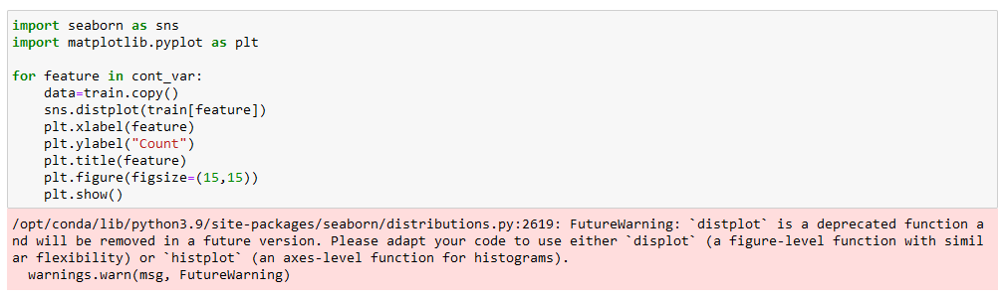 import seaborn as sns
import matplotlib.pyplot as plt
for feature in cont_var:
    data=train.copy()
    sns.distplot(train[feature])
    plt.xlabel(feature)
    plt.ylabel("Count")
    plt.title(feature)
    plt.figure(figsize=(15,15))
    plt.show()
/opt/conda/lib/python3.9/site-packages/seaborn/distributions.py:2619: FutureWarning: `distplot` is a deprecated function a
nd will be removed in a future version. Please adapt your code to use either `displot` (a figure-level function with simil
ar flexibility) or `histplot` (an axes-level function for histograms).
  warnings.warn(msg, FutureWarning)